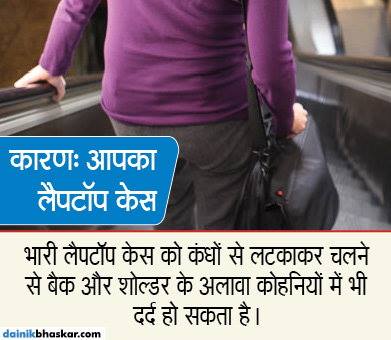 कारणः आपका
लैपटॉप केस
भारी लैपटॉप केस को कंधों से लटकाकर चलने
से बैक और शोल्डर के अलावा कोहनियों में भी
दर्द हो सकता है।
dainikbhaskar.com